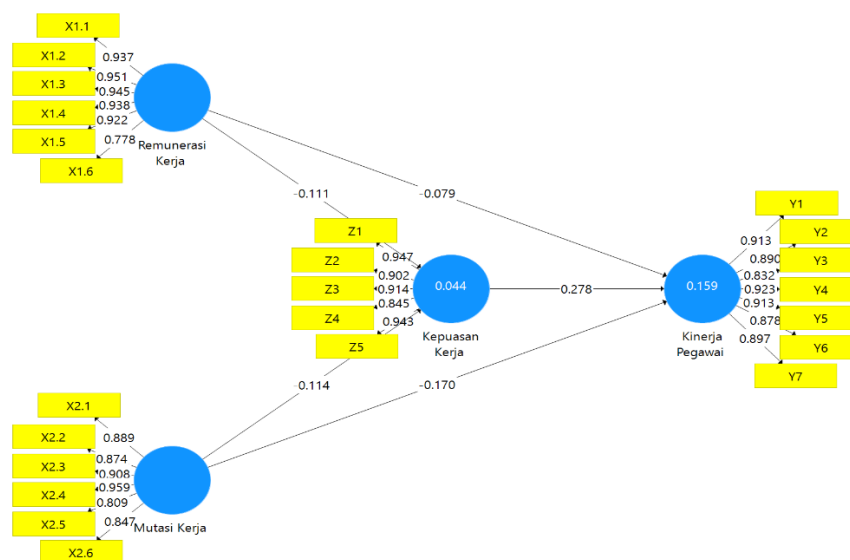 X1.1
X1.2
X1.3
X1.4
X1.5
X1.6
0.937
0.951
0.945
0.938
0.922
0.778
Remunerasi
Kerja
-0.111
-0.079
Z1
Z2
Z3
Z4
Z5
0.947
0.902
0.914
0.845
0.943
0.044
Kepuasan
Kerja
0.278
0.159
Kinerja
Pegawai
Y1
Y2
Y3
Y4
Y5
Y6
Y7
0.913
0.890
0.832
0.923
0.913
0.878
0.897
-0.114
-0.170
X2.1
X2.2
X2.3
X2.4
X2.5
X2.6
0.889
0.874
0.908
0.959
0.809
0.847
Mutasi Kerja